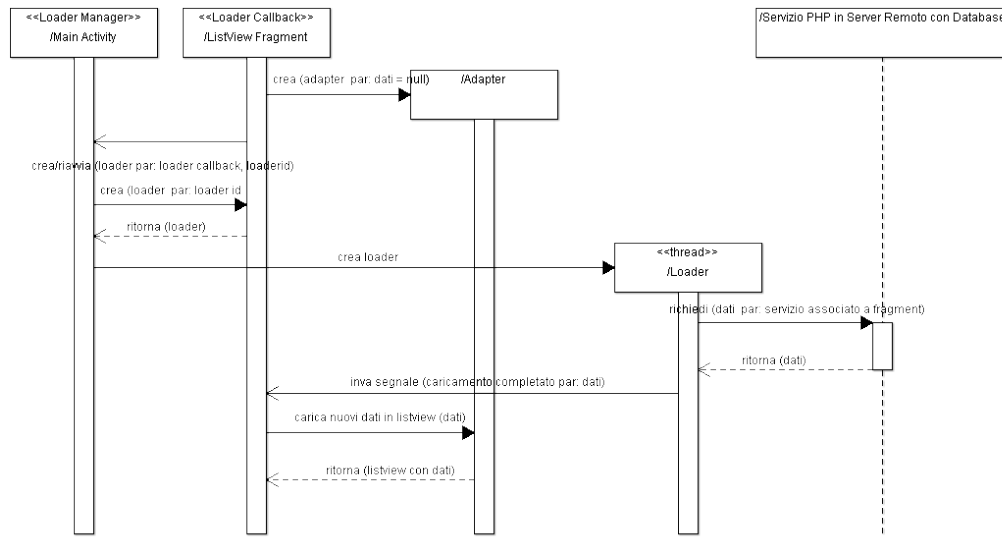 <<Loader Manager>>
/Main Activity
<<Loader Callback>>
/ListView Fragment
/Servizio PHP in Server Remoto con Database
crea (adapter par: dati = null)
/Adapter
crea/riavvia (loader par: loader callback, loaderid)
crea (loader par: loader id
ritorna (loader)
crea loader
<<thread>>
/Loader
richiedi (dati par: servizio associato a fragment)
ritorna (dati)
inva segnale (caricamento completato par: dati)
carica nuovi dati in listview (dati)
ritorna (listview con dati)